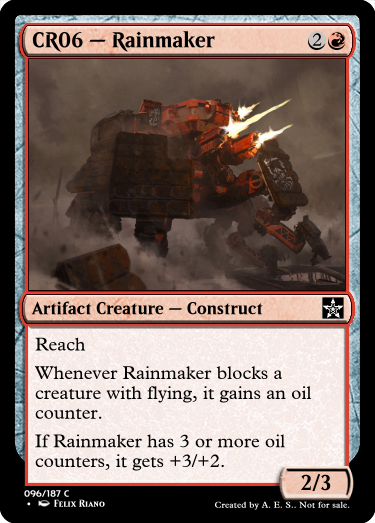 CR06 — Rainmaker 2
Artifact Creature — Construct
Reach
Whenever Rainmaker blocks a
creature with flying, it gains an oil
counter.
If Rainmaker has 3 or more oil
counters, it gets +3/+2.
2/3
096/187 C
• Felix Riano
Created by A. E. S.. Not for sale.